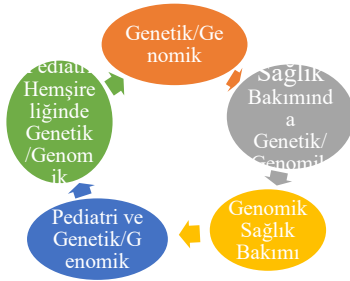 Genetik/Ge
nomik
Sağlık
Bakımınd
a
Genetik/
Genomik
Genomik
Sağlık
Bakımı
Pediatri ve
Genetik/G
enomik
Pediatri
Hemşire
liğinde
Genetik
/Genom
ik